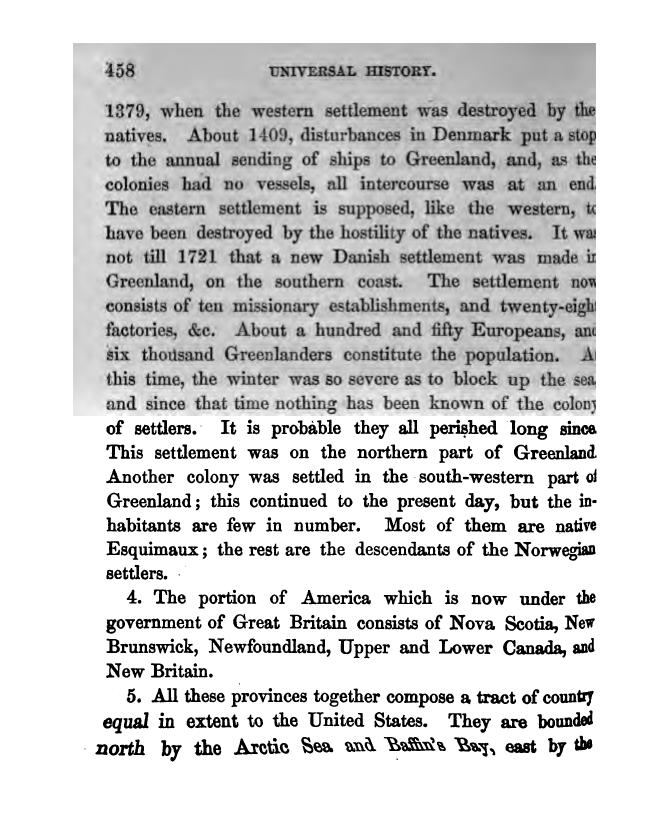 458 UNIVERSAL HISTORY.
1379, when the western settlement was destroyed by the
natives. About 1409, disturbances in Denmark put a stop
to the annual sending of ships to Greenland, and, as the
colonies had no vessels, all intercourse was at an end.
The eastern settlement is supposed, like the western, to
have been destroyed by the hostility of the natives. It was
not till 1721 that a new Danish settlement was made in
Greenland, on the southern coast. The settlement now
consists of ten missionary establishments, and twenty-eight
factories, &c. About a hundred and fifty Europeans, and
six thousand Greenlanders constitute the population. At
this time, the winter was so severe as to block up the sea,
and since that time nothing has been known of the colony
of settlers. It is probable they all perished long since.
This settlement was on the northern part of Greenland.
Another colony was settled in the south-western part of
Greenland; this continued to the present day, but the in-
habitants are few in number. Most of them are native
Esquimaux; the rest are the descendants of the Norwegian
settlers.
4. The portion of America which is now under the
government of Great Britain consists of Nova Scotia, New
Brunswick, Newfoundland, Upper and Lower Canada, and
New Britain.
5. All these provinces together compose a tract of country
equal in extent to the United States. They are bounded
north by the Arctic Sea and Baffin's Bay, east by the